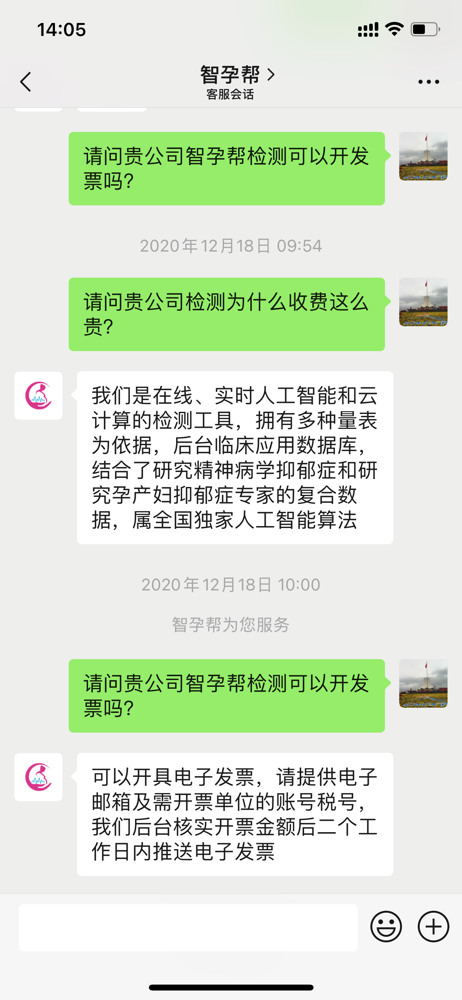 14:05
智孕帮
客服会话
请问贵公司智孕帮检测可以开发
票吗?
2020年12月18日 09:54
请问贵公司检测为什么收费这么
贵?
我们是在线、实时人工智能和云
计算的检测工具，拥有多种量表
为依据，后台临床应用数据库，
结合了研究精神病学抑郁症和研
究孕产妇抑郁症专家的复合数
据，属全国独家人工智能算法
2020年12月18日 10:00
智孕帮为您服务
请问贵公司智孕帮检测可以开发
票吗?
可以开具电子发票，请提供电子
邮箱及需开票单位的账号税号，
我们后台核实开票金额后二个工
作日内推送电子发票